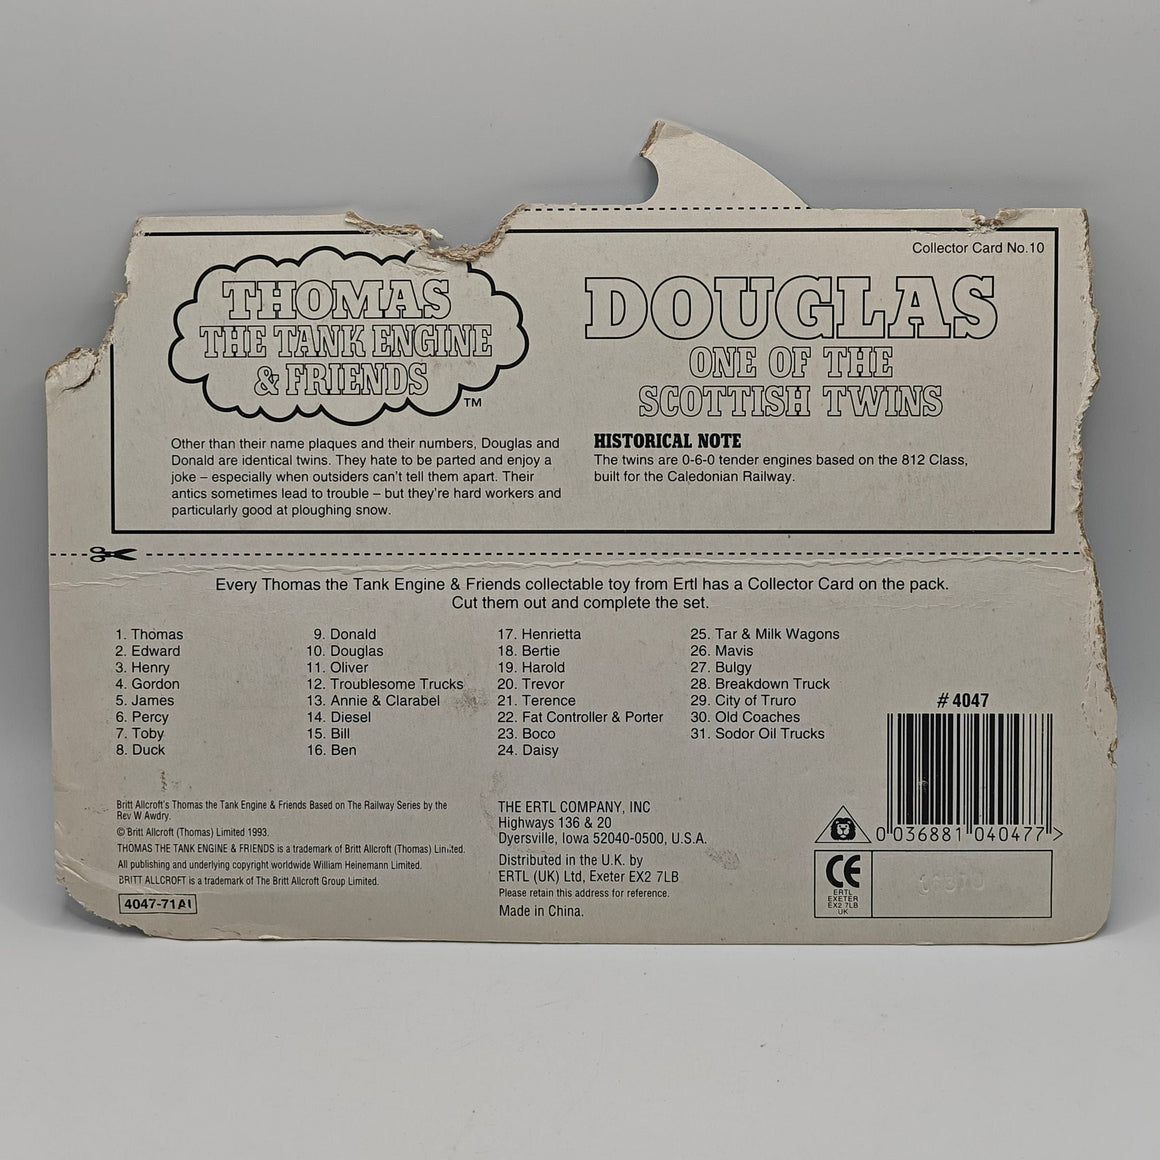 Collector Card No.10
THOMAS
THE TANK ENGINE
& FRIENDS
TM
DOUGLAS
ONE OF THE
SCOTTISH TWINS
Other than their name plaques and their numbers, Douglas and
Donald are identical twins. They hate to be parted and enjoy a
joke – especially when outsiders can't tell them apart. Their
antics sometimes lead to trouble – but they're hard workers and
particularly good at ploughing snow.
HISTORICAL NOTE
The twins are 0-6-0 tender engines based on the 812 Class,
built for the Caledonian Railway.
Every Thomas the Tank Engine & Friends collectable toy from Ertl has a Collector Card on the pack.
Cut them out and complete the set.
1. Thomas
2. Edward
3. Henry
4. Gordon
5. James
6. Percy
7. Toby
8. Duck
9. Donald
10. Douglas
11. Oliver
12. Troublesome Trucks
13. Annie & Clarabel
14. Diesel
15. Bill
16. Ben
17. Henrietta
18. Bertie
19. Harold
20. Trevor
21. Terence
22. Fat Controller & Porter
23. Boco
24. Daisy
25. Tar & Milk Wagons
26. Mavis
27. Bulgy
28. Breakdown Truck
29. City of Truro
30. Old Coaches
31. Sodor Oil Trucks
# 4047
0 036881 040477 >
Britt Allcroft's Thomas the Tank Engine & Friends Based on The Railway Series by the
Rev W Awdry.
© Britt Allcroft (Thomas) Limited 1993.
THOMAS THE TANK ENGINE & FRIENDS is a trademark of Britt Allcroft (Thomas) Limited.
All publishing and underlying copyright worldwide William Heinemann Limited.
BRITT ALLCROFT is a trademark of The Britt Allcroft Group Limited.
4047-71AI
THE ERTL COMPANY, INC
Highways 136 & 20
Dyersville, Iowa 52040-0500, U.S.A.
Distributed in the U.K. by
ERTL (UK) Ltd, Exeter EX2 7LB
Please retain this address for reference.
Made in China.
CE
ERTL
EXETER
EX2 7LB
UK